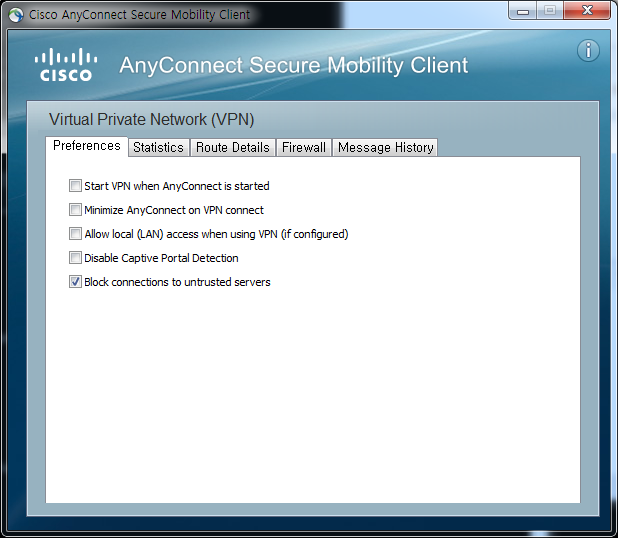 Cisco AnyConnect Secure Mobility Client
CISCO
AnyConnect Secure Mobility Client
Virtual Private Network (VPN)
Preferences Statistics Route Details Firewall Message History
Start VPN when AnyConnect is started
Minimize AnyConnect on VPN connect
Allow local (LAN) access when using VPN (if configured)
Disable Captive Portal Detection
Block connections to untrusted servers